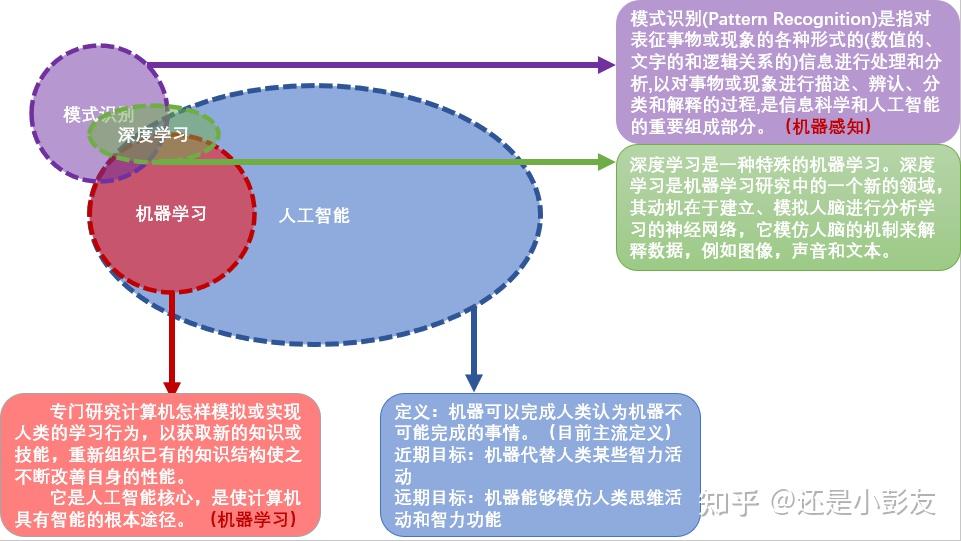 模式识别(Pattern Recognition)是指对
表征事物或现象的各种形式的(数值的、
文字的和逻辑关系的)信息进行处理和分
析,以对事物或现象进行描述、辨认、分
类和解释的过程,是信息科学和人工智能
的重要组成部分。（机器感知）
模式识别
深度学习
机器学习
人工智能
深度学习是一种特殊的机器学习。深度
学习是机器学习研究中的一个新的领域，
其动机在于建立、模拟人脑进行分析学
习的神经网络，它模仿人脑的机制来解
释数据，例如图像，声音和文本。
专门研究计算机怎样模拟或实现
人类的学习行为，以获取新的知识或
技能，重新组织已有的知识结构使之
不断改善自身的性能。
它是人工智能核心，是使计算机
具有智能的根本途径。（机器学习）
定义：机器可以完成人类认为机器不
可能完成的事情。（目前主流定义）
近期目标：机器代替人类某些智力活
动
远期目标：机器能够模仿人类思维活
动和智力功能
知乎 @还是小彭友